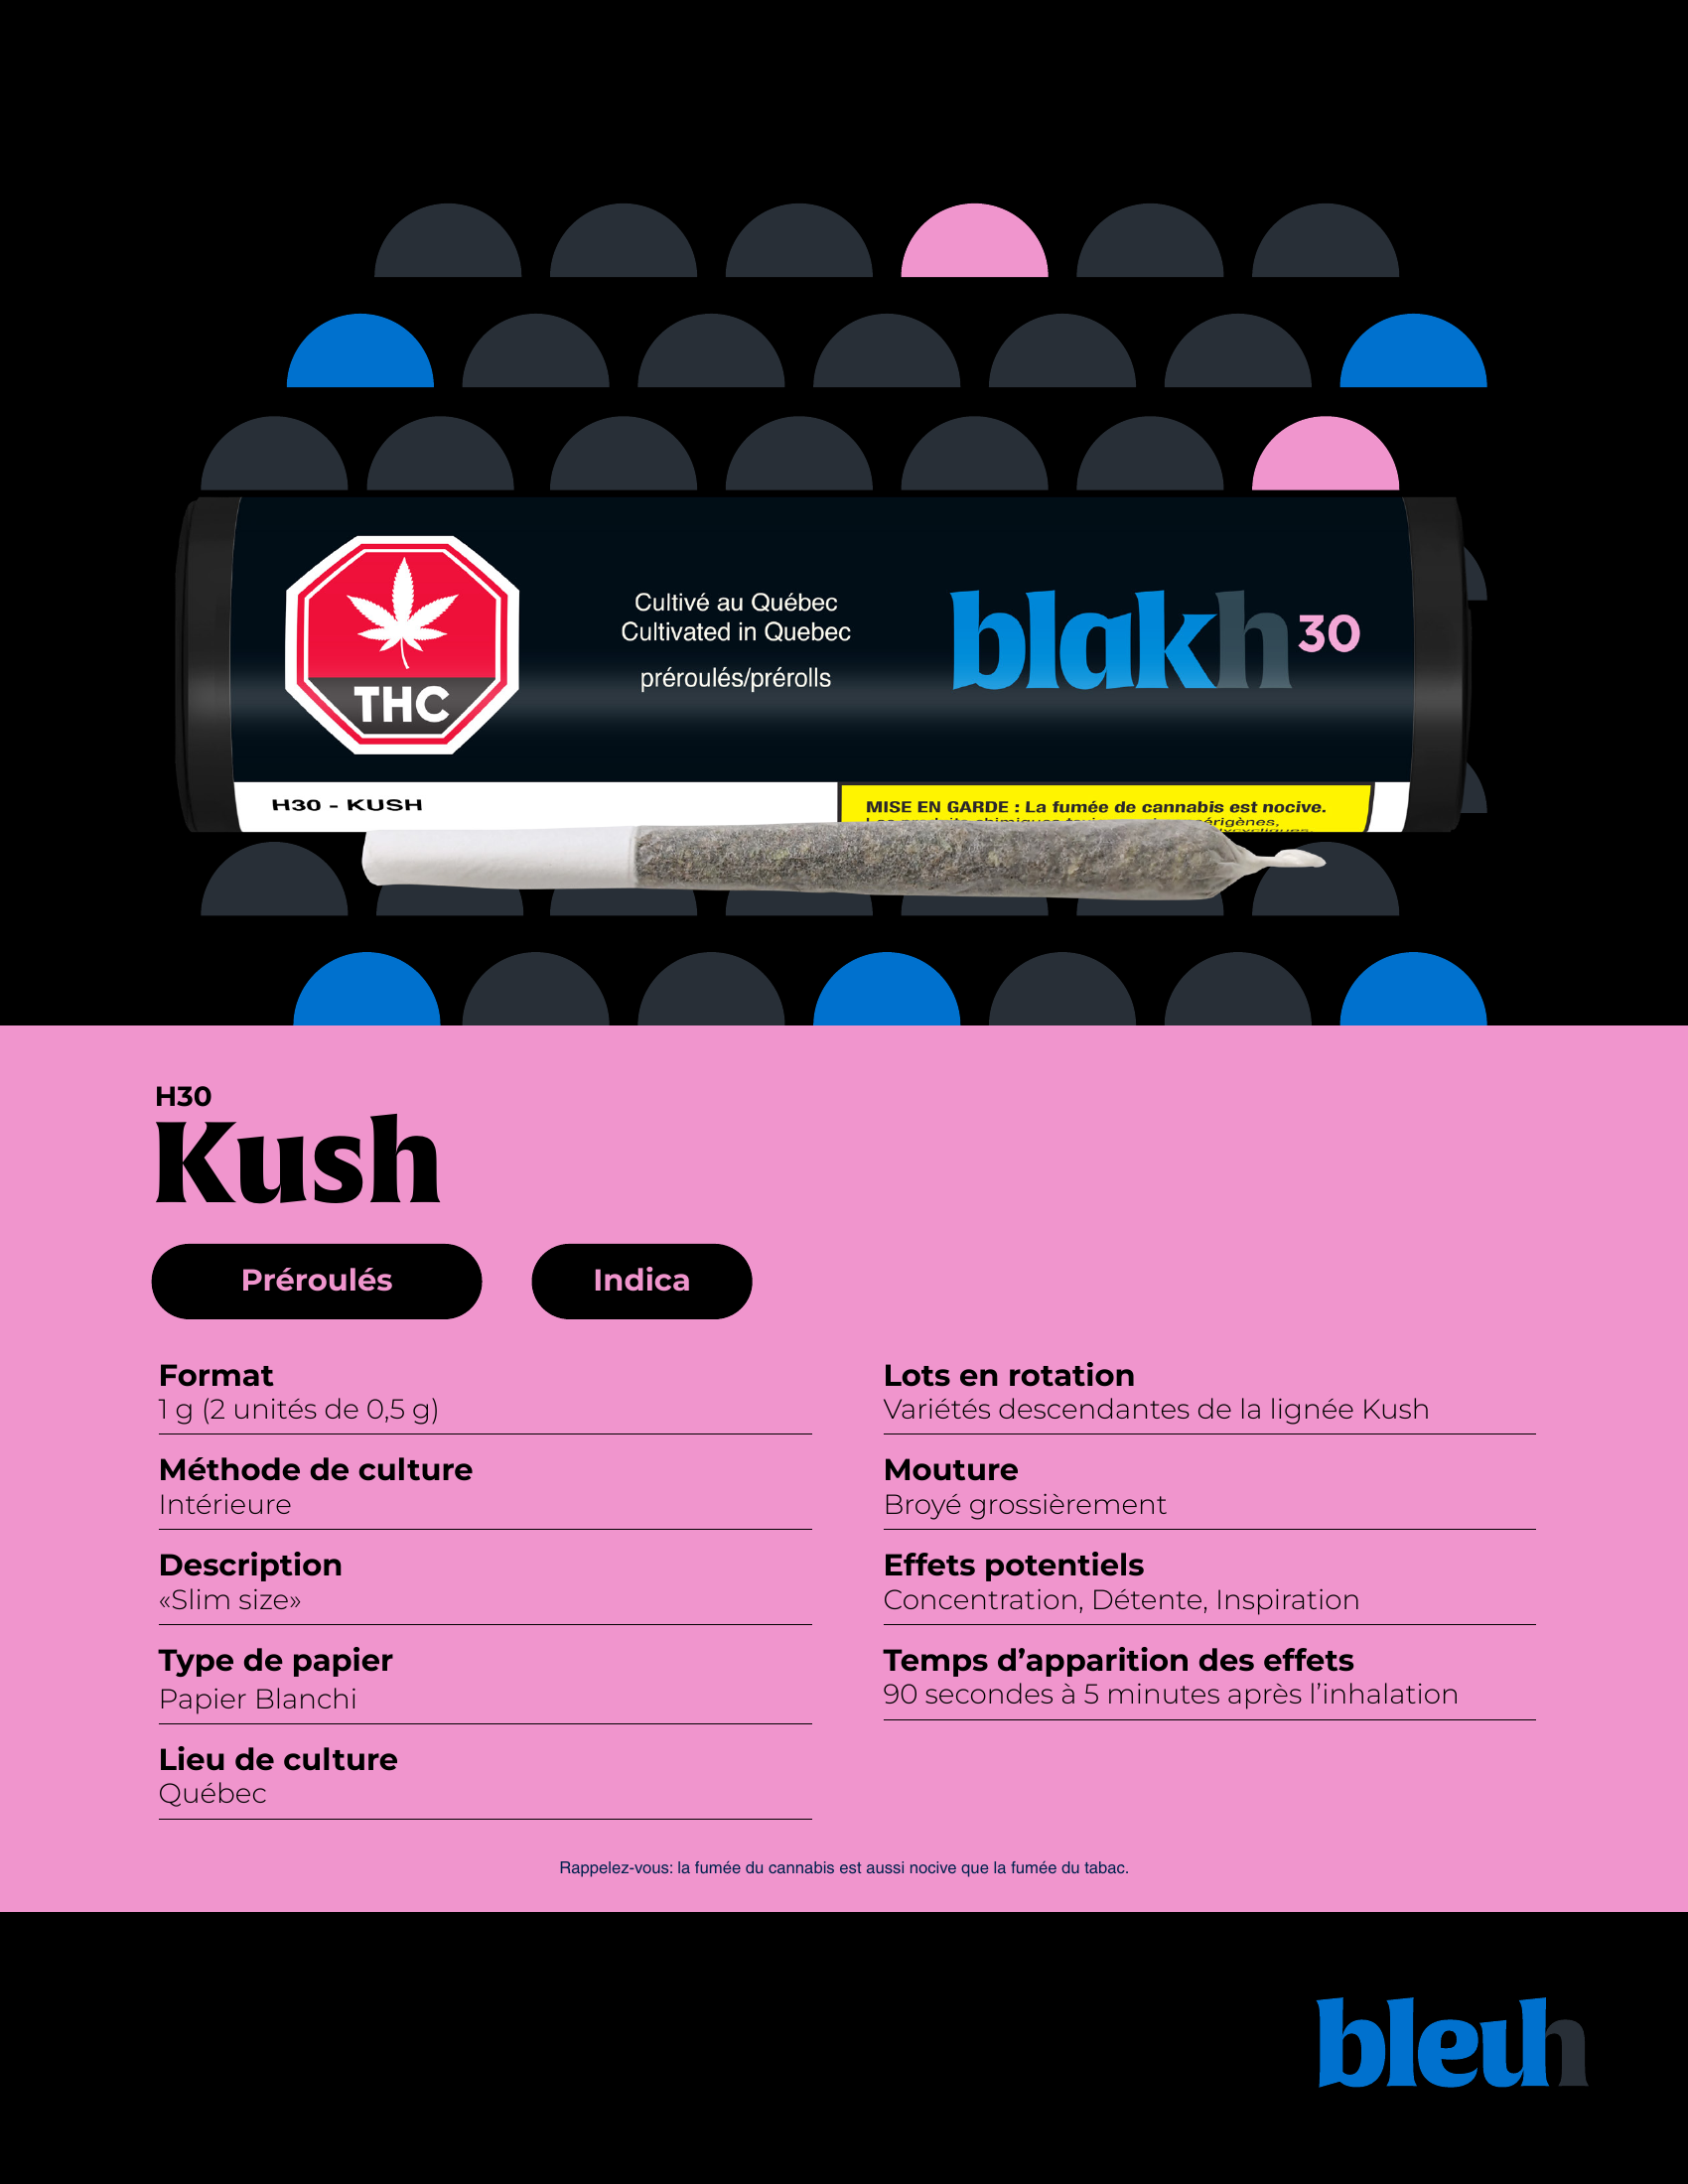 THC
Cultivé au Québec
Cultivated in Quebec
préroulés/prérolls
blakh30
H30 - KUSH
MISE EN GARDE : La fumée de cannabis est nocive.
H30
Kush
Préroulés
Indica
Format
1 g (2 unités de 0,5 g)
Méthode de culture
Intérieure
Description
«Slim size»
Type de papier
Papier Blanchi
Lieu de culture
Québec
Lots en rotation
Variétés descendantes de la lignée Kush
Mouture
Broyé grossièrement
Effets potentiels
Concentration, Détente, Inspiration
Temps d’apparition des effets
90 secondes à 5 minutes après l’inhalation
Rappelez-vous: la fumée du cannabis est aussi nocive que la fumée du tabac.
bleuh